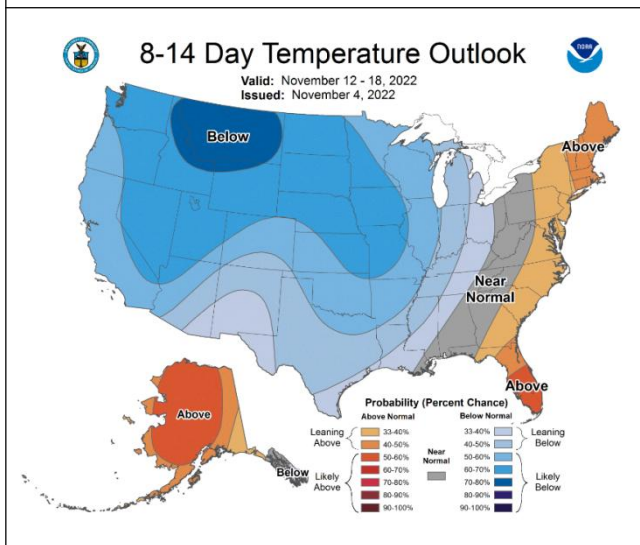 8-14 Day Temperature Outlook
Valid: November 12 - 18, 2022
Issued: November 4, 2022
NOAA
Below
Above
Near
Normal
Above
Above
Below
Probability (Percent Chance)
Above Normal
Below Normal
Leaning
Above
33-40%
40-50%
Likely
Above
50-60%
60-70%
70-80%
80-90%
90-100%
Near
Normal
33-40%
40-50%
Leaning
Below
50-60%
60-70%
70-80%
80-90%
90-100%
Likely
Below